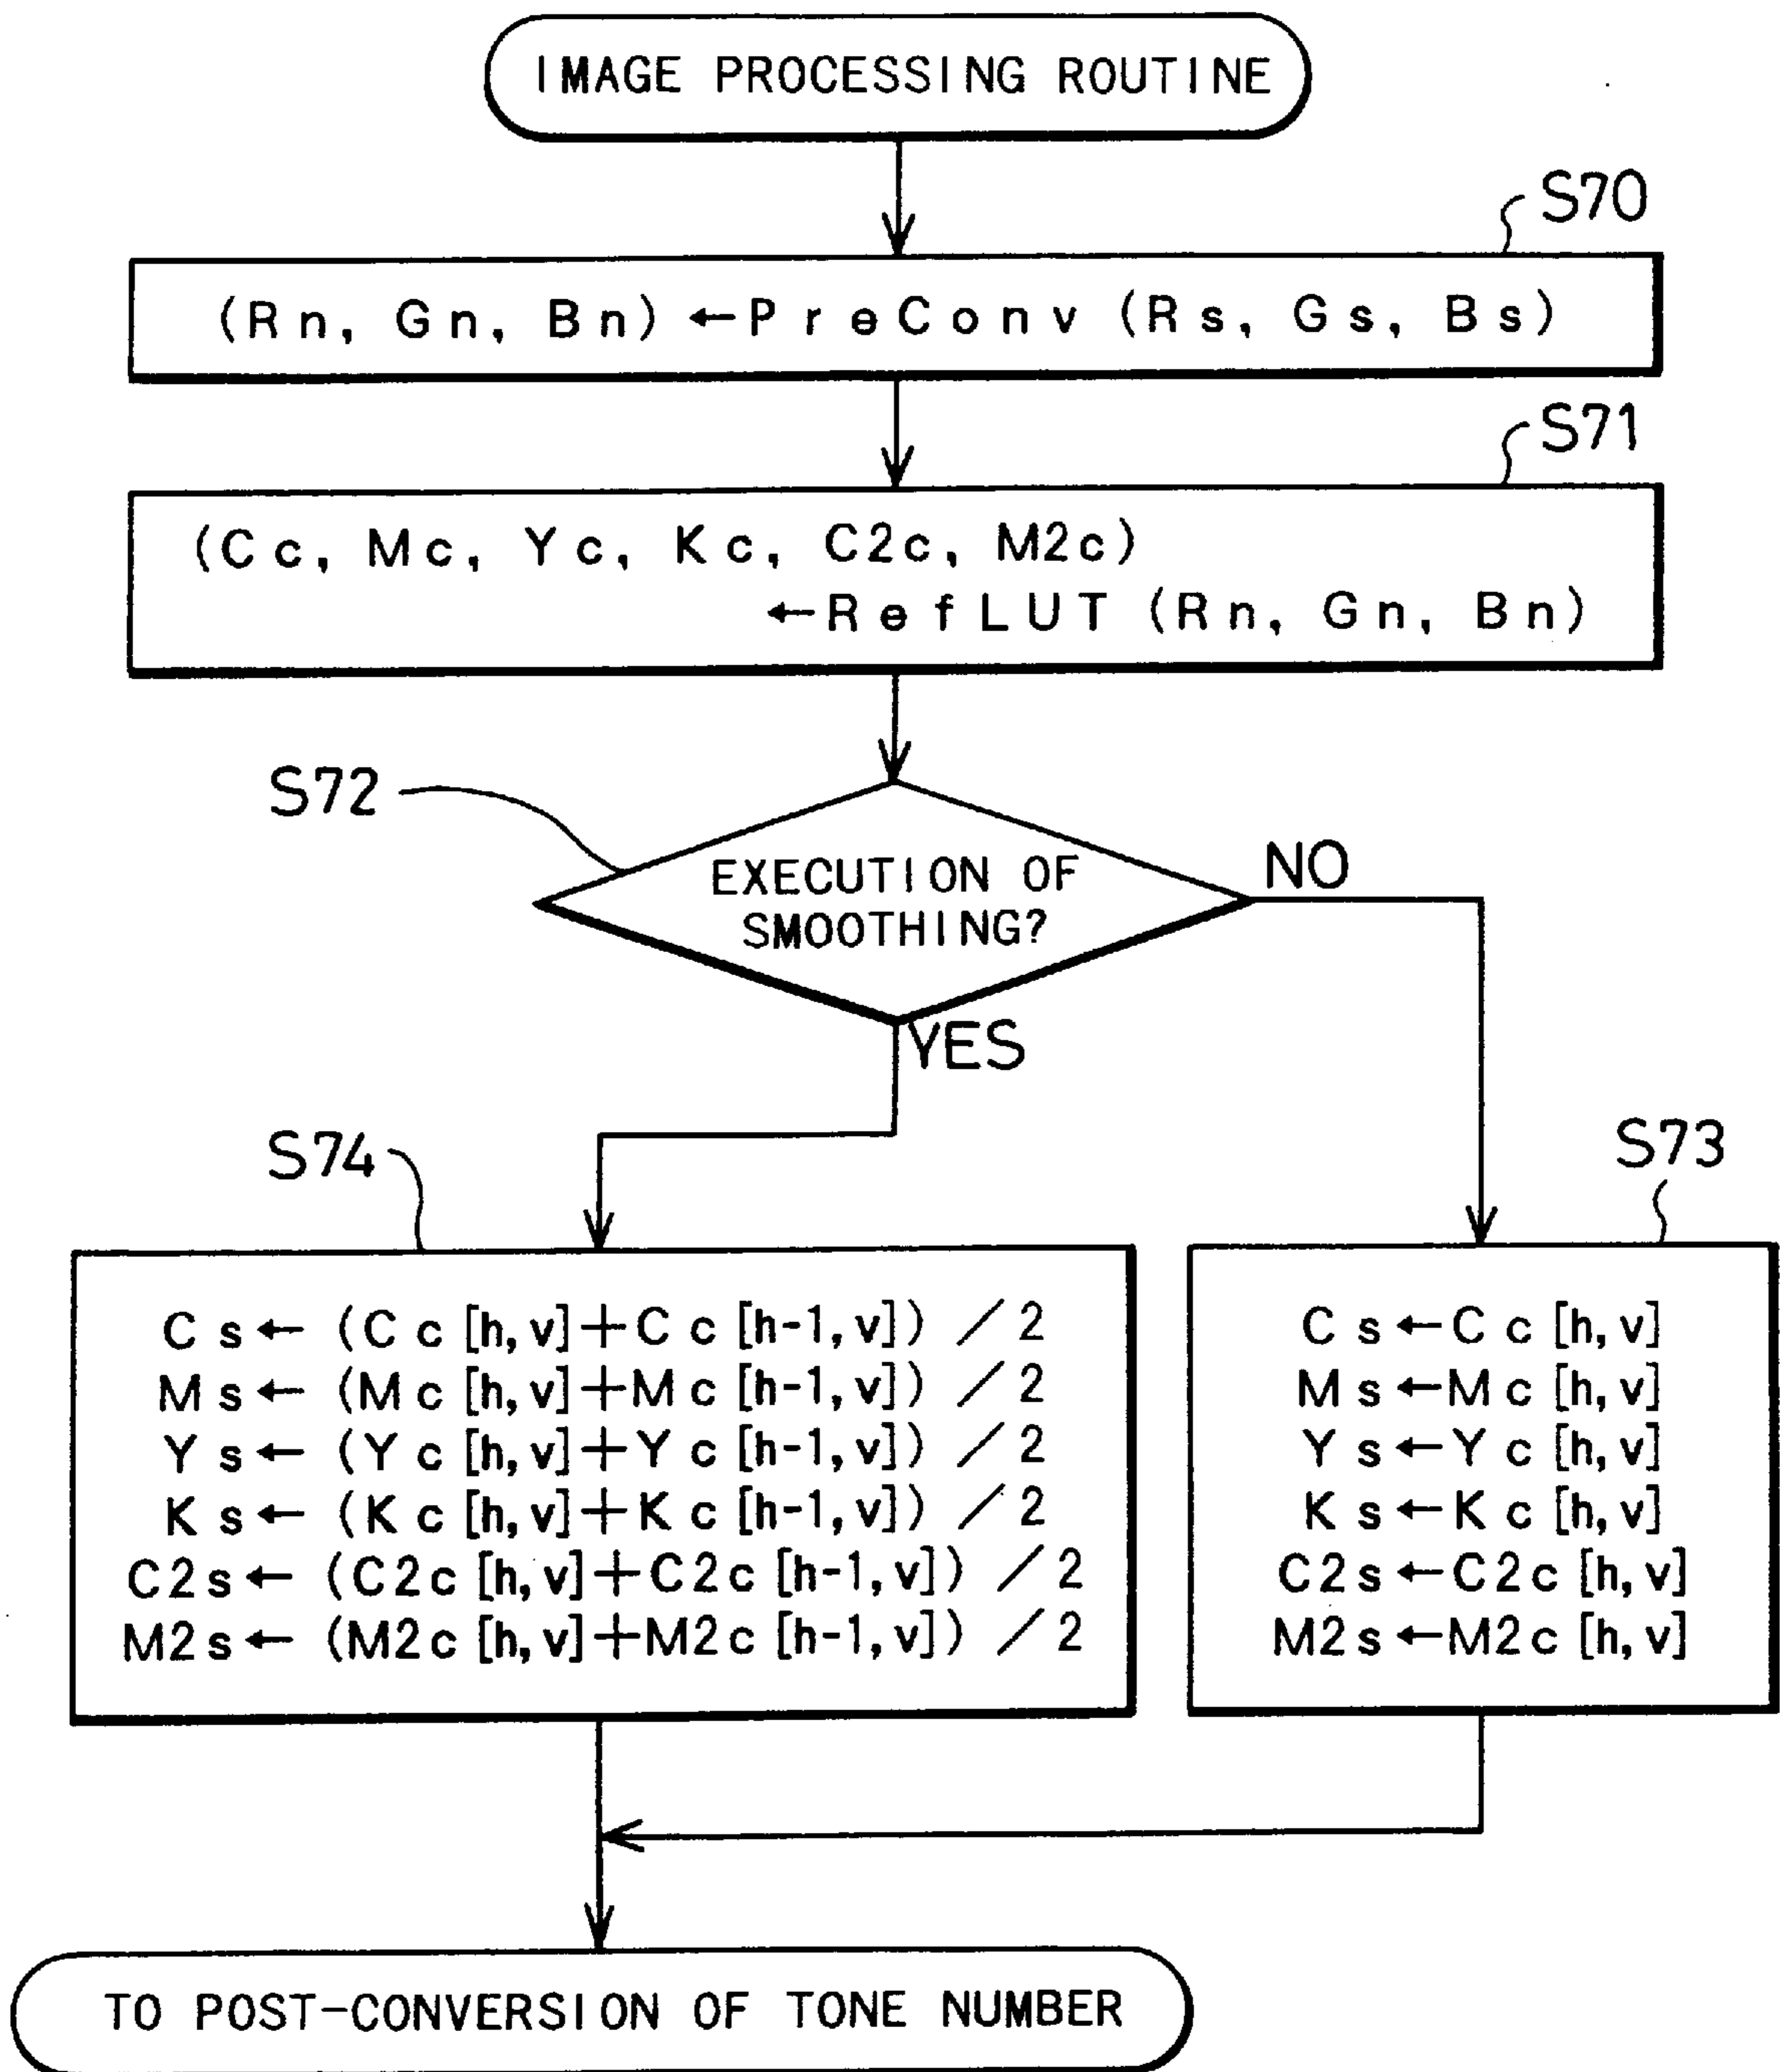 IMAGE PROCESSING ROUTINE
S70
(Rn, Gn, Bn) ←PreConv (Rs, Gs, Bs)
S71
(Cc, Mc, Yc, Kc, C2c, M2c)
←RefLUT (Rn, Gn, Bn)
S72
EXECUTION OF
SMOOTHING?
NO
YES
S74
Cs← (Cc[h,v]+Cc[h-1,v]) /2
Ms← (Mc[h,v]+Mc[h-1,v]) /2
Ys← (Yc[h,v]+Yc[h-1,v]) /2
Ks← (Kc[h,v]+Kc[h-1,v]) /2
C2s← (C2c[h,v]+C2c[h-1,v]) /2
M2s← (M2c[h,v]+M2c[h-1,v]) /2
S73
Cs←Cc[h,v]
Ms←Mc[h,v]
Ys←Yc[h,v]
Ks←Kc[h,v]
C2s←C2c[h,v]
M2s←M2c[h,v]
TO POST-CONVERSION OF TONE NUMBER